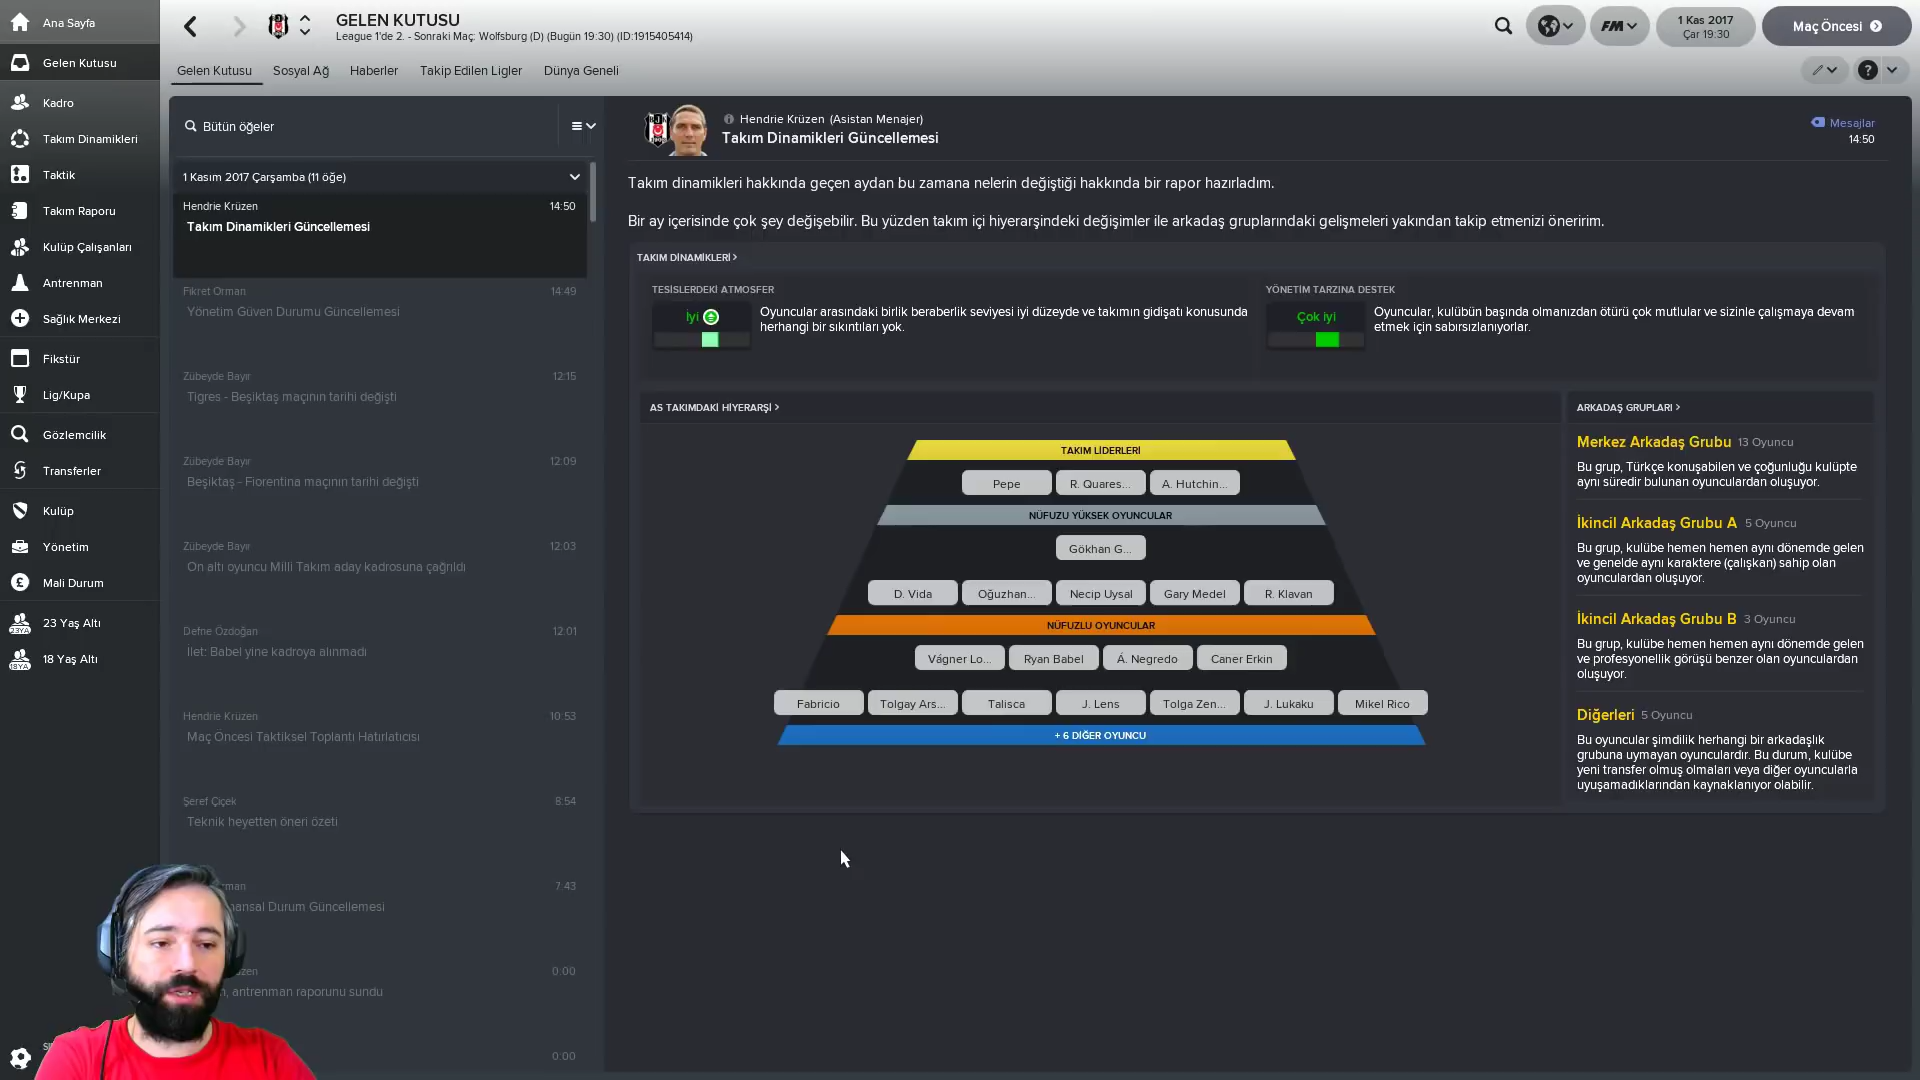 Ana Sayfa
Gelen Kutusu
Kadro
Takım Dinamikleri
Taktik
Takım Raporu
Kulüp Çalışanları
Antrenman
Sağlık Merkezi
Fikstür
Lig/Kupa
Gözlemcilik
Transferler
Kulüp
Yönetim
Mali Durum
23YA
23 Yaş Altı
18YA
18 Yaş Altı
GELEN KUTUSU
League 1'de 2. - Sonraki Maç: Wolfsburg (D) (Bugün 19:30) (ID:1915405414)
FM
1 Kas 2017
Çar 19:30
Maç Öncesi
Gelen Kutusu
Sosyal Ağ
Haberler
Takip Edilen Ligler
Dünya Geneli
Bütün öğeler
1 Kasım 2017 Çarşamba (11 öğe)
Hendrie Krüzen 14:50
Takım Dinamikleri Güncellemesi
Fikret Orman 14:49
Yönetim Güven Durumu Güncellemesi
Zübeyde Bayır 12:15
Tigres - Beşiktaş maçının tarihi değişti
Zübeyde Bayır 12:09
Beşiktaş - Fiorentina maçının tarihi değişti
Zübeyde Bayır 12:03
On altı oyuncu Milli Takım aday kadrosuna çağrıldı
Defne Özdoğan 12:01
İlet: Babel yine kadroya alınmadı
Hendrie Krüzen 10:53
Maç Öncesi Taktiksel Toplantı Hatırlatıcısı
Şeref Çiçek 8:54
Teknik heyetten öneri özeti
7:43
Durum Güncellemesi
0:00
antrenman raporunu sundu
0:00
Hendrie Krüzen (Asistan Menajer)
Takım Dinamikleri Güncellemesi
Mesajlar
14:50
Takım dinamikleri hakkında geçen aydan bu zamana nelerin değiştiği hakkında bir rapor hazırladım.
Bir ay içerisinde çok şey değişebilir. Bu yüzden takım içi hiyerarşindeki değişimler ile arkadaş gruplarındaki gelişmeleri yakından takip etmenizi öneririm.
TAKIM DİNAMİKLERİ >
TESİSLERDEKİ ATMOSFER
İyi
Oyuncular arasındaki birlik beraberlik seviyesi iyi düzeyde ve takımın gidişatı konusunda
herhangi bir sıkıntıları yok.
YÖNETİM TARZINA DESTEK
Çok iyi
Oyuncular, kulübün başında olmanızdan ötürü çok mutlular ve sizinle çalışmaya devam
etmek için sabırsızlanıyorlar.
AS TAKIMDAKİ HİYERARŞİ >
TAKIM LİDERLERİ
Pepe
R. Quares...
A. Hutchin...
NÜFUZU YÜKSEK OYUNCULAR
Gökhan G...
D. Vida
Oğuzhan...
Necip Uysal
Gary Medel
R. Klavan
NÜFUZLU OYUNCULAR
Vágner Lo...
Ryan Babel
Á. Negredo
Caner Erkin
Fabricio
Tolgay Ars...
Talisca
J. Lens
Tolga Zen...
J. Lukaku
Mikel Rico
+ 6 DİĞER OYUNCU
ARKADAŞ GRUPLARI >
Merkez Arkadaş Grubu 13 Oyuncu
Bu grup, Türkçe konuşabilen ve çoğunluğu kulüpte
aynı süredir bulunan oyunculardan oluşuyor.
İkincil Arkadaş Grubu A 5 Oyuncu
Bu grup, kulübe hemen hemen aynı dönemde gelen
ve genelde aynı karaktere (çalışkan) sahip olan
oyunculardan oluşuyor.
İkincil Arkadaş Grubu B 3 Oyuncu
Bu grup, kulübe hemen hemen aynı dönemde gelen
ve profesyonellik görüşü benzer olan oyunculardan
oluşuyor.
Diğerleri 5 Oyuncu
Bu oyuncular şimdilik herhangi bir arkadaşlık
grubuna uymayan oyunculardır. Bu durum, kulübe
yeni transfer olmuş olmaları veya diğer oyuncularla
uyuşamadıklarından kaynaklanıyor olabilir.